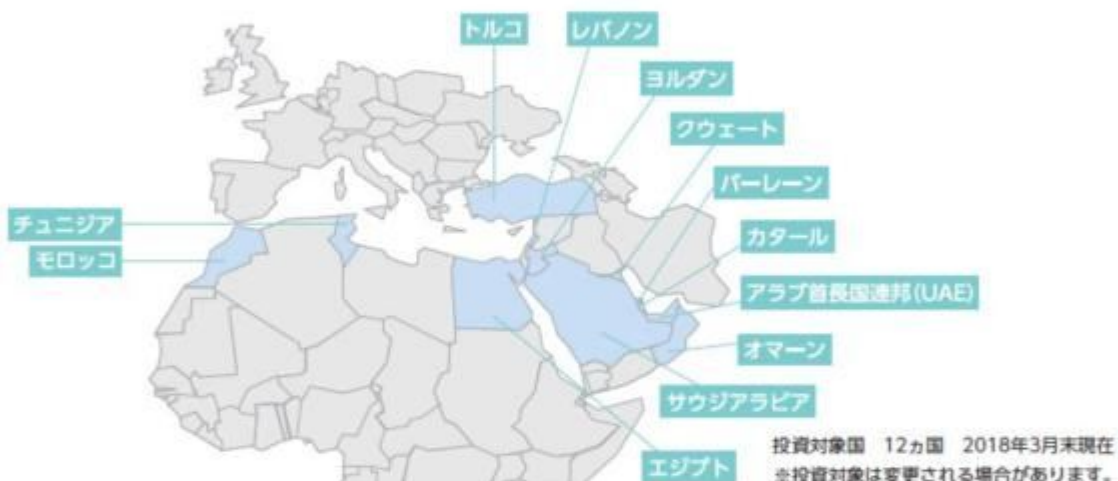 トルコ
レバノン
ヨルダン
クウェート
バーレーン
チュニジア
カタール
モロッコ
アラブ首長国連邦(UAE)
オマーン
サウジアラビア
投資対象国 12ヵ国 2018年3月末現在
エジプト
※投資対象は変更される場合があります。